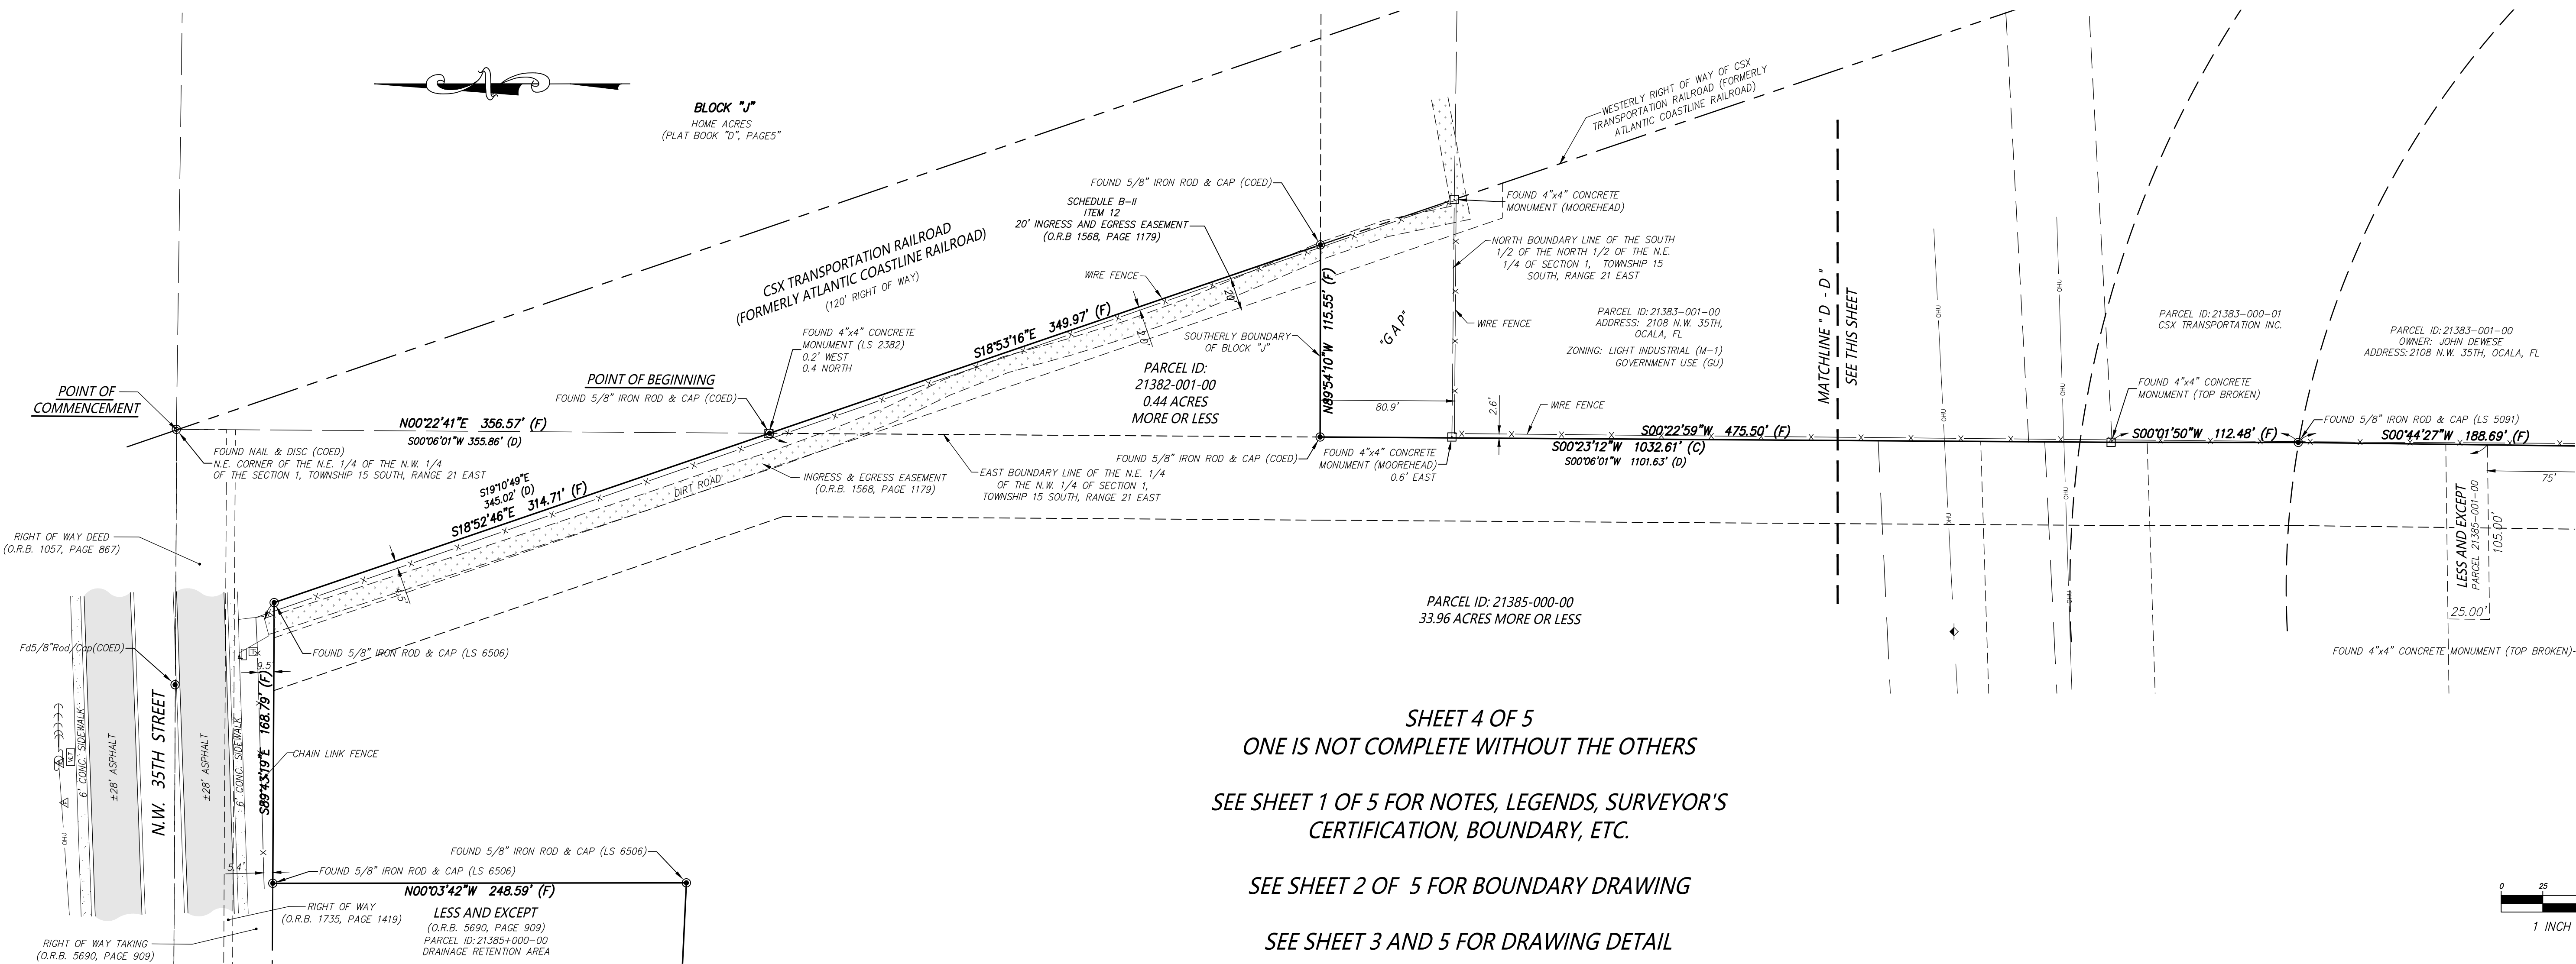 BLOCK "J"
HOME ACRES
(PLAT BOOK "D", PAGE5"
N
CSX TRANSPORTATION RAILROAD
(FORMERLY ATLANTIC COASTLINE RAILROAD)
(120' RIGHT OF WAY)
FOUND 5/8" IRON ROD & CAP (COED)
SCHEDULE B-II
ITEM 12
20' INGRESS AND EGRESS EASEMENT
(O.R.B 1568, PAGE 1179)
WIRE FENCE
20'
2.6'
FOUND 4"x4" CONCRETE
MONUMENT (MOOREHEAD)
NORTH BOUNDARY LINE OF THE SOUTH
1/2 OF THE NORTH 1/2 OF THE N.E.
1/4 OF SECTION 1, TOWNSHIP 15
SOUTH, RANGE 21 EAST
WESTERLY RIGHT OF WAY OF CSX
TRANSPORTATION RAILROAD (FORMERLY
ATLANTIC COASTLINE RAILROAD)
MATCHLINE " D - D "
SEE THIS SHEET
OHU
OHU
OHU
OHU
OHU
OHU
PARCEL ID:21383-000-01
CSX TRANSPORTATION INC.
PARCEL ID:21383-001-00
OWNER: JOHN DEWESE
ADDRESS:2108 N.W. 35TH, OCALA, FL
PARCEL ID:21383-001-00
ADDRESS: 2108 N.W. 35TH,
OCALA, FL
ZONING: LIGHT INDUSTRIAL (M-1)
GOVERNMENT USE (GU)
WIRE FENCE
"G A P"
N89°54'10"W 115.55' (F)
SOUTHERLY BOUNDARY
OF BLOCK "J"
80.9'
PARCEL ID:
21382-001-00
0.44 ACRES
MORE OR LESS
S18°53'16"E 349.97' (F)
FOUND 4"x4" CONCRETE
MONUMENT (LS 2382)
0.2' WEST
0.4 NORTH
POINT OF BEGINNING
FOUND 5/8" IRON ROD & CAP (COED)
POINT OF
COMMENCEMENT
N00°22'41"E 356.57' (F)
S00°06'01"W 355.86' (D)
FOUND NAIL & DISC (COED)
N.E. CORNER OF THE N.E. 1/4 OF THE N.W. 1/4
OF THE SECTION 1, TOWNSHIP 15 SOUTH, RANGE 21 EAST
S19°10'49"E
345.02' (D)
S18°52'46"E 314.71' (F)
DIRT ROAD
4.5'
INGRESS & EGRESS EASEMENT
(O.R.B. 1568, PAGE 1179)
EAST BOUNDARY LINE OF THE N.E. 1/4
OF THE N.W. 1/4 OF SECTION 1,
TOWNSHIP 15 SOUTH, RANGE 21 EAST
FOUND 5/8" IRON ROD & CAP (COED)
FOUND 4"x4" CONCRETE
MONUMENT (MOOREHEAD)
0.6' EAST
2.6'
WIRE FENCE
S00°22'59"W 475.50' (F)
S00°23'12"W 1032.61' (C)
S00°06'01"W 1101.63' (D)
FOUND 4"x4" CONCRETE
MONUMENT (TOP BROKEN)
S00°01'50"W 112.48' (F)
FOUND 5/8" IRON ROD & CAP (LS 5091)
S00°44'27"W 188.69' (F)
75'
LESS AND EXCEPT
PARCEL 21385-001-00
105.00'
25.00'
FOUND 4"x4" CONCRETE MONUMENT (TOP BROKEN)
PARCEL ID: 21385-000-00
33.96 ACRES MORE OR LESS
RIGHT OF WAY DEED
(O.R.B. 1057, PAGE 867)
Fd5/8"Rod/Cap(COED)
FOUND 5/8" IRON ROD & CAP (LS 6506)
9.5'
S89°43'19"E 168.79' (F)
CHAIN LINK FENCE
6' CONC. SIDEWALK
±28' ASPHALT
N.W. 35TH STREET
±28' ASPHALT
6' CONC. SIDEWALK
OHU
5.4'
FOUND 5/8" IRON ROD & CAP (LS 6506)
FOUND 5/8" IRON ROD & CAP (LS 6506)
N00°03'42"W 248.59' (F)
RIGHT OF WAY
(O.R.B. 1735, PAGE 1419)
LESS AND EXCEPT
(O.R.B. 5690, PAGE 909)
PARCEL ID:21385+000-00
DRAINAGE RETENTION AREA
RIGHT OF WAY TAKING
(O.R.B. 5690, PAGE 909)
SHEET 4 OF 5
ONE IS NOT COMPLETE WITHOUT THE OTHERS
SEE SHEET 1 OF 5 FOR NOTES, LEGENDS, SURVEYOR'S
CERTIFICATION, BOUNDARY, ETC.
SEE SHEET 2 OF 5 FOR BOUNDARY DRAWING
SEE SHEET 3 AND 5 FOR DRAWING DETAIL
0 25
1 INCH